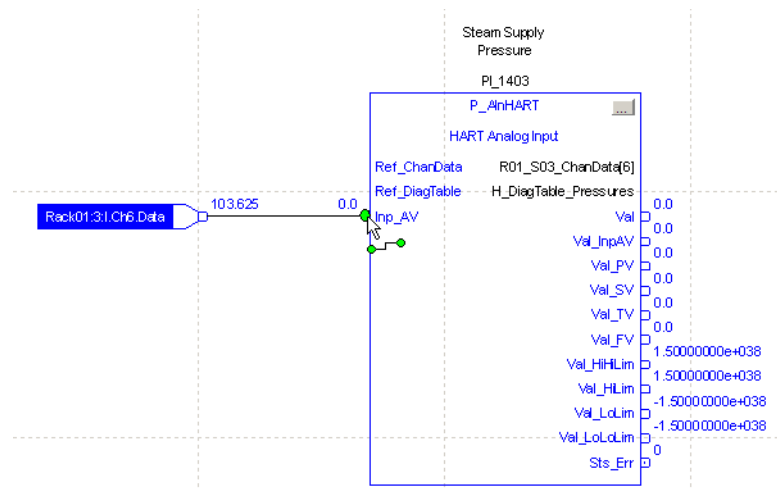 Steam Supply
Pressure
PI_1403
P_AInHART
...
HART Analog Input
Ref_ChanData R01_S03_ChanData[6]
Ref_DiagTable H_DiagTable_Pressures
Rack01:3:I.Ch6.Data 103.625 0.0 Inp_AV Val 0.0
Val_InpAV 0.0
Val_PV 0.0
Val_SV 0.0
Val_TV 0.0
Val_FV 0.0
Val_HiHiLim 1.50000000e+038
Val_HiLim 1.50000000e+038
Val_LoLim -1.50000000e+038
Val_LoLoLim -1.50000000e+038
Sts_Err 0